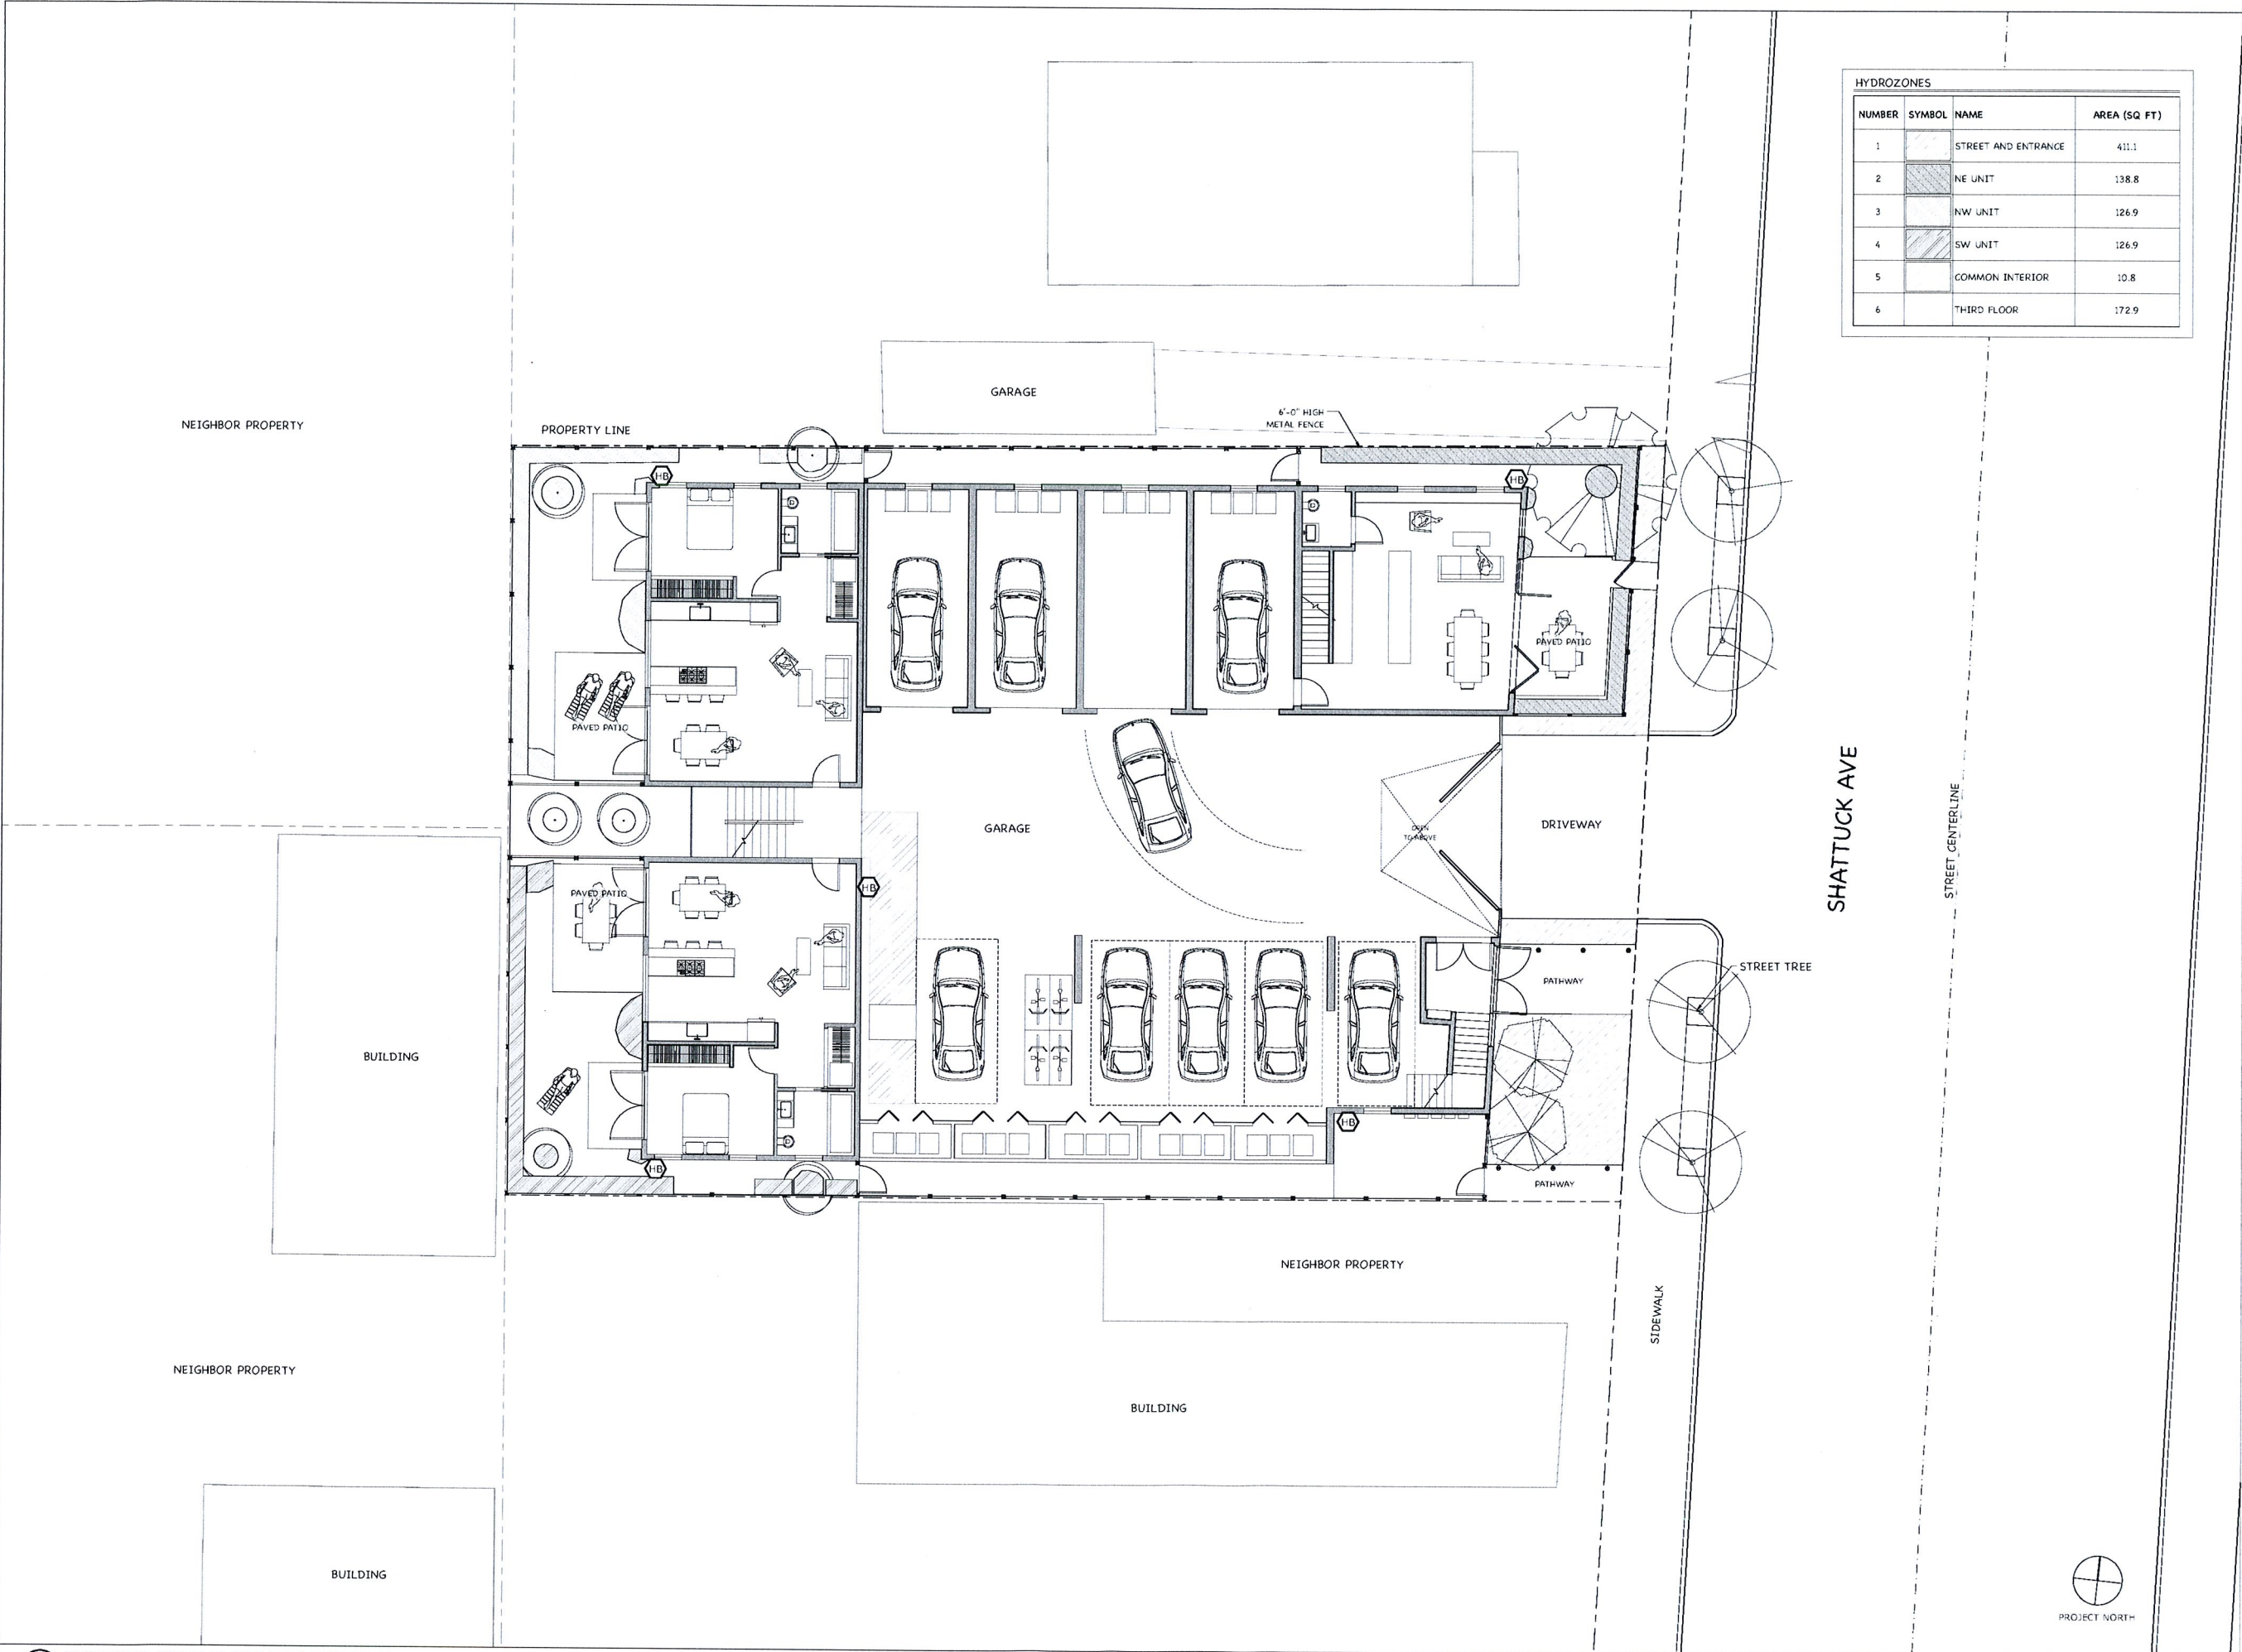 HYDROZONES
NUMBER SYMBOL NAME AREA (SQ FT)
1 STREET AND ENTRANCE 411.1
2 NE UNIT 138.8
3 NW UNIT 126.9
4 SW UNIT 126.9
5 COMMON INTERIOR 10.8
6 THIRD FLOOR 172.9
GARAGE
6'-0" HIGH
METAL FENCE
NEIGHBOR PROPERTY
PROPERTY LINE
HB
HB
PAVED PATIO
PAVED PATIO
SHATTUCK AVE
STREET CENTERLINE
GARAGE
OPEN
TO ABOVE
DRIVEWAY
PAVED PATIO
HB
STREET TREE
PATHWAY
BUILDING
HB
HB
PATHWAY
NEIGHBOR PROPERTY
SIDEWALK
NEIGHBOR PROPERTY
BUILDING
BUILDING
PROJECT NORTH